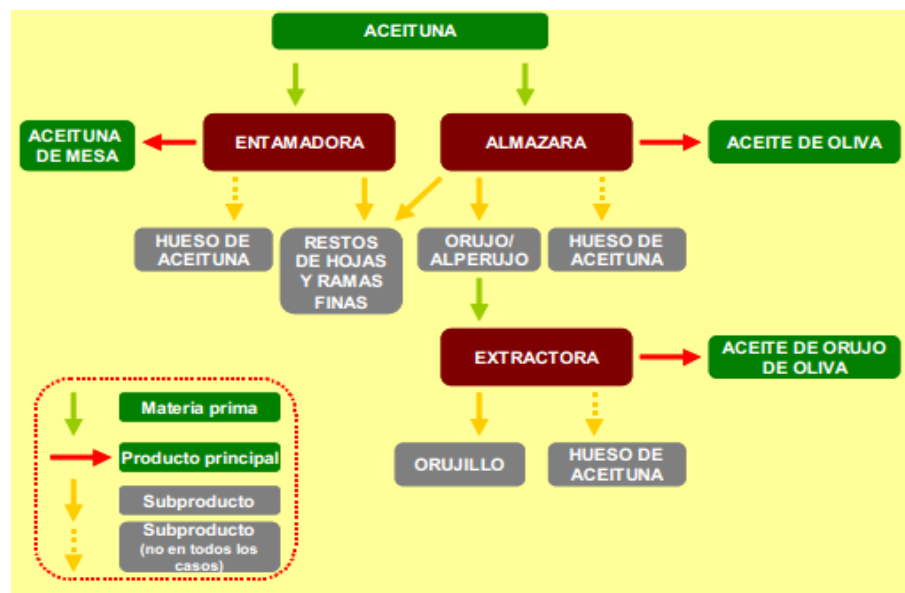 ACEITUNA
ACEITUNA
DE MESA
ENTAMADORA
ALMAZARA
ACEITE DE OLIVA
HUESO DE
ACEITUNA
RESTOS
DE HOJAS
Y RAMAS
FINAS
ORUJO/
ALPERUJO
HUESO DE
ACEITUNA
EXTRACTORA
ACEITE DE ORUJO
DE OLIVA
ORUJILLO
HUESO DE
ACEITUNA
Materia prima
Producto principal
Subproducto
Subproducto
(no en todos los
casos)